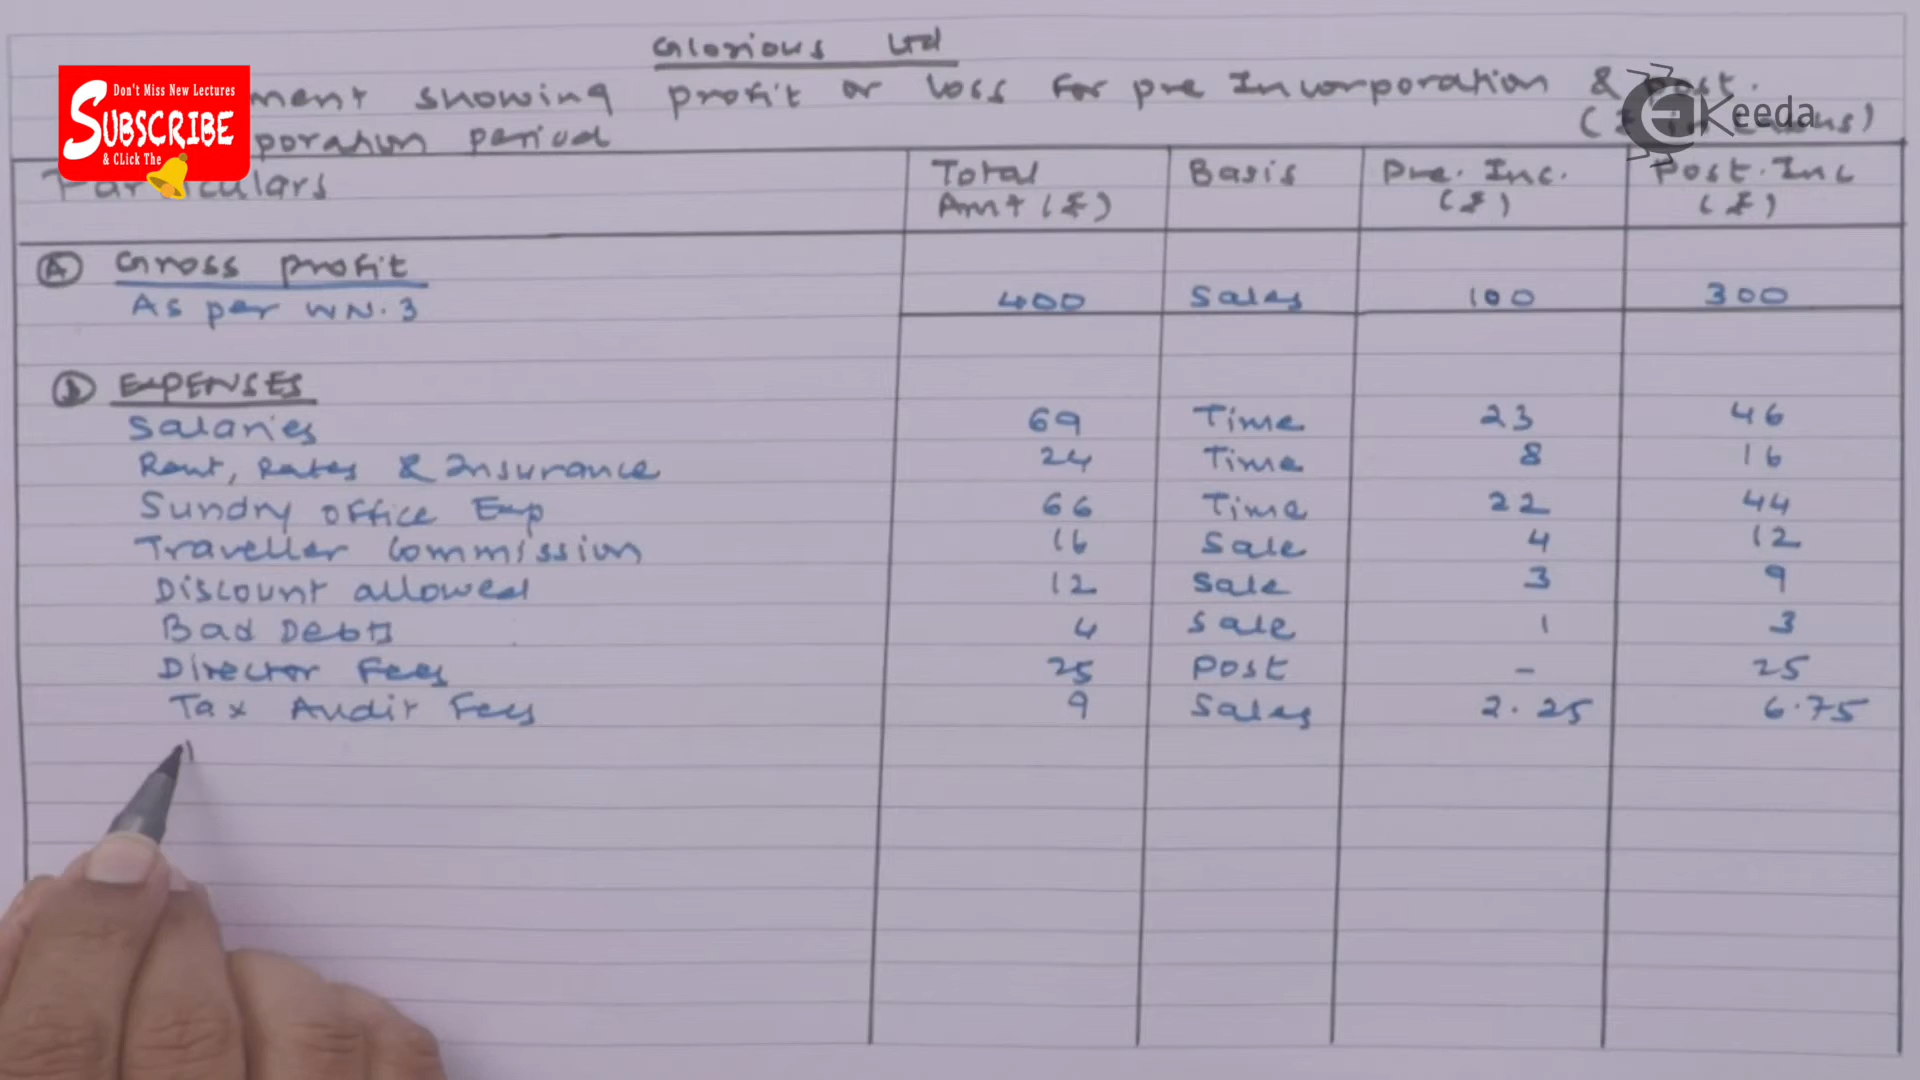 Glorious Ltd
ment showing profit or loss for pre Incorporation &
poration period
Don't Miss New Lectures
SUBSCRIBE
& Click The
Keeda
Particulars Total Amt (₹) Basis Pre. Inc. (₹) Post. Inc (₹)
(A) Gross profit
As per WN. 3 400 Sales 100 300
EXPENSES
Salaries 69 Time 23 46
Rent, Rates & Insurance 24 Time 8 16
Sundry office Exp 66 Time 22 44
Traveller Commission 16 Sale 4 12
Discount allowed 12 Sale 3 9
Bad Debts 4 Sale 1 3
Director Fees 25 Post - 25
Tax Audit Fees 9 Sales 2.25 6.75